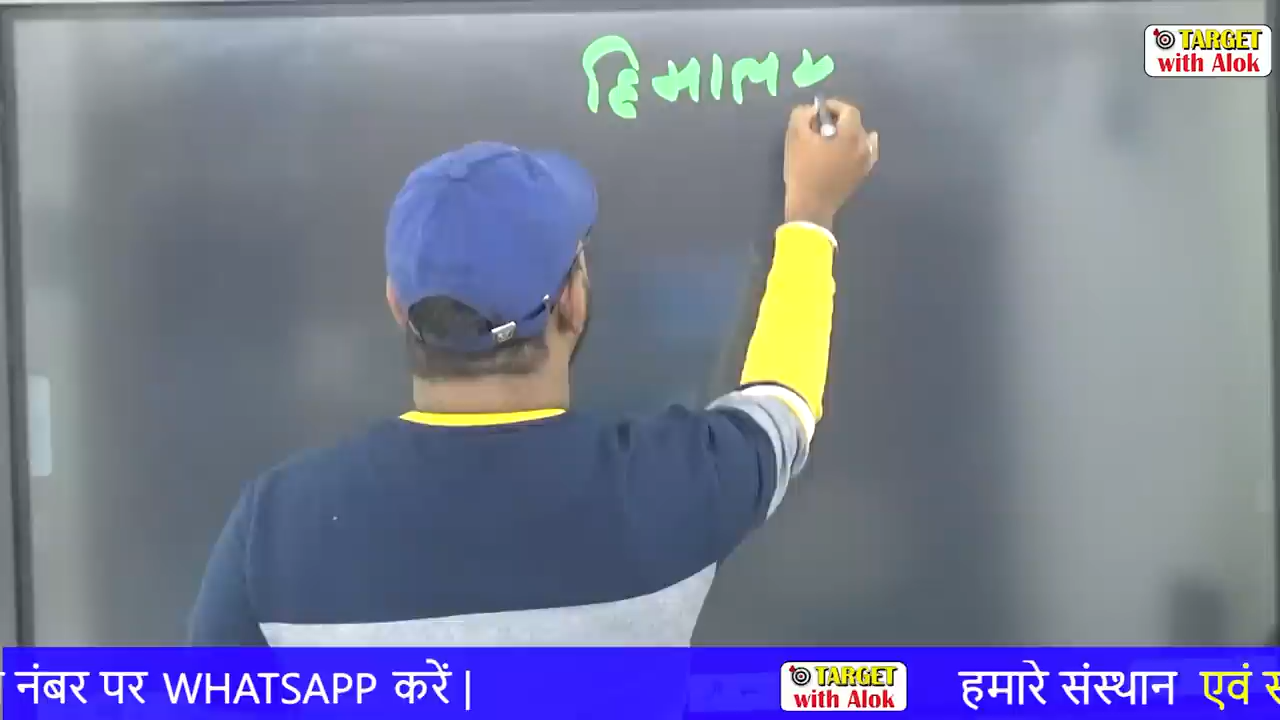 TARGET
with Alok
हिमालय
नंबर पर WHATSAPP करें |
TARGET
with Alok
हमारे संस्थान एवं